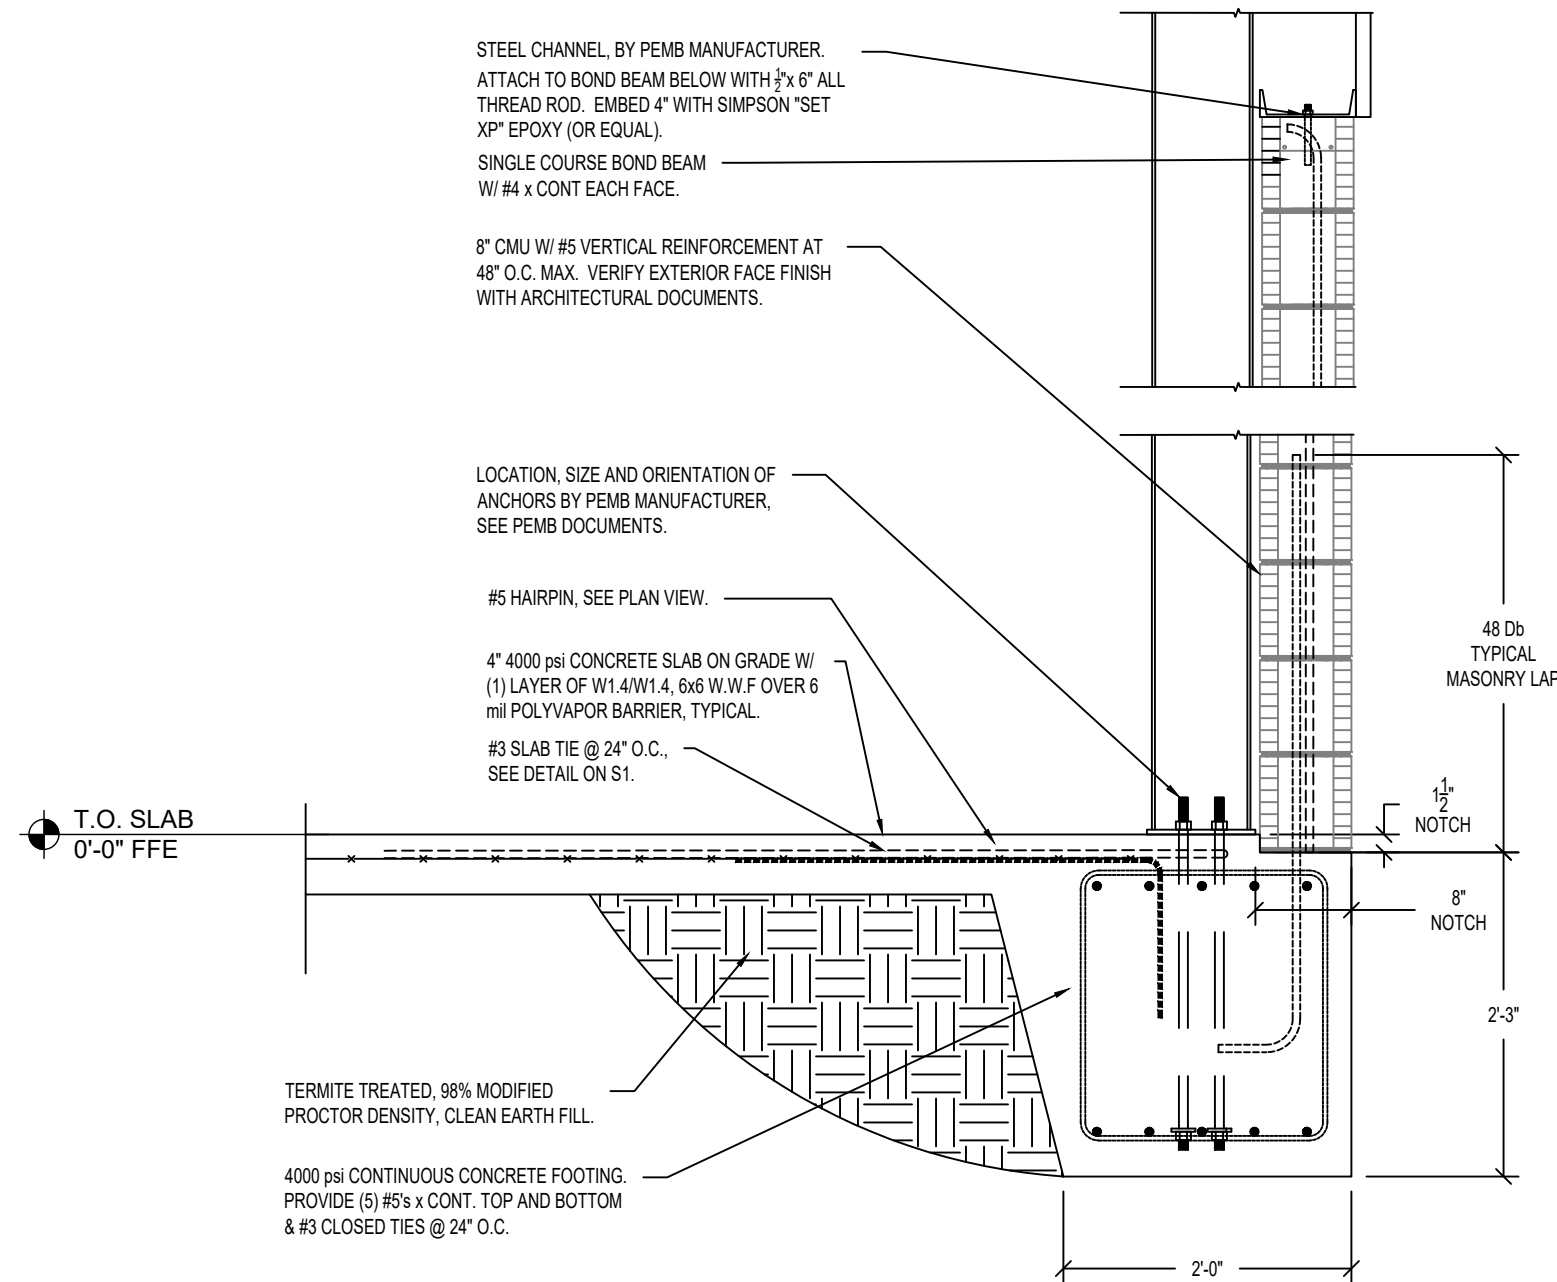 STEEL CHANNEL, BY PEMB MANUFACTURER.
ATTACH TO BOND BEAM BELOW WITH 1/2"x 6" ALL
THREAD ROD. EMBED 4" WITH SIMPSON "SET
XP" EPOXY (OR EQUAL).
SINGLE COURSE BOND BEAM
W/ #4 x CONT EACH FACE.
8" CMU W/ #5 VERTICAL REINFORCEMENT AT
48" O.C. MAX. VERIFY EXTERIOR FACE FINISH
WITH ARCHITECTURAL DOCUMENTS.
LOCATION, SIZE AND ORIENTATION OF
ANCHORS BY PEMB MANUFACTURER,
SEE PEMB DOCUMENTS.
#5 HAIRPIN, SEE PLAN VIEW.
4" 4000 psi CONCRETE SLAB ON GRADE W/
(1) LAYER OF W1.4/W1.4, 6x6 W.W.F OVER 6
mil POLYVAPOR BARRIER, TYPICAL.
#3 SLAB TIE @ 24" O.C.,
SEE DETAIL ON S1.
T.O. SLAB
0'-0" FFE
48 Db
TYPICAL
MASONRY LAP
1 1/2"
NOTCH
8"
NOTCH
2'-3"
TERMITE TREATED, 98% MODIFIED
PROCTOR DENSITY, CLEAN EARTH FILL.
4000 psi CONTINUOUS CONCRETE FOOTING.
PROVIDE (5) #5's x CONT. TOP AND BOTTOM
& #3 CLOSED TIES @ 24" O.C.
2'-0"